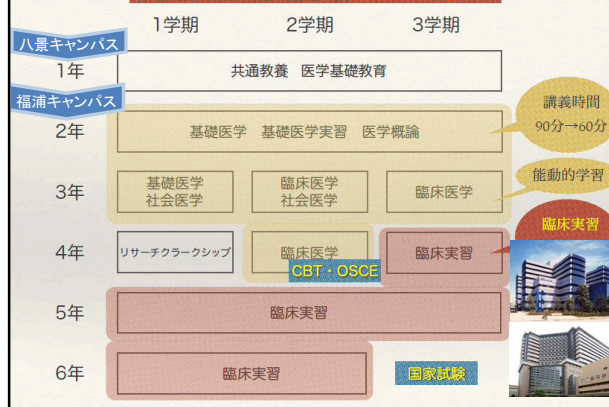 1学期 2学期 3学期
八景キャンパス
1年 共通教養 医学基礎教育
福浦キャンパス
講義時間
90分→60分
2年 基礎医学 基礎医学実習 医学概論
能動的学習
3年
基礎医学
社会医学
臨床医学
社会医学
臨床医学
臨床実習
4年 リサーチクラークシップ
臨床医学
CBT・OSCE
臨床実習
5年 臨床実習
6年 臨床実習 国家試験